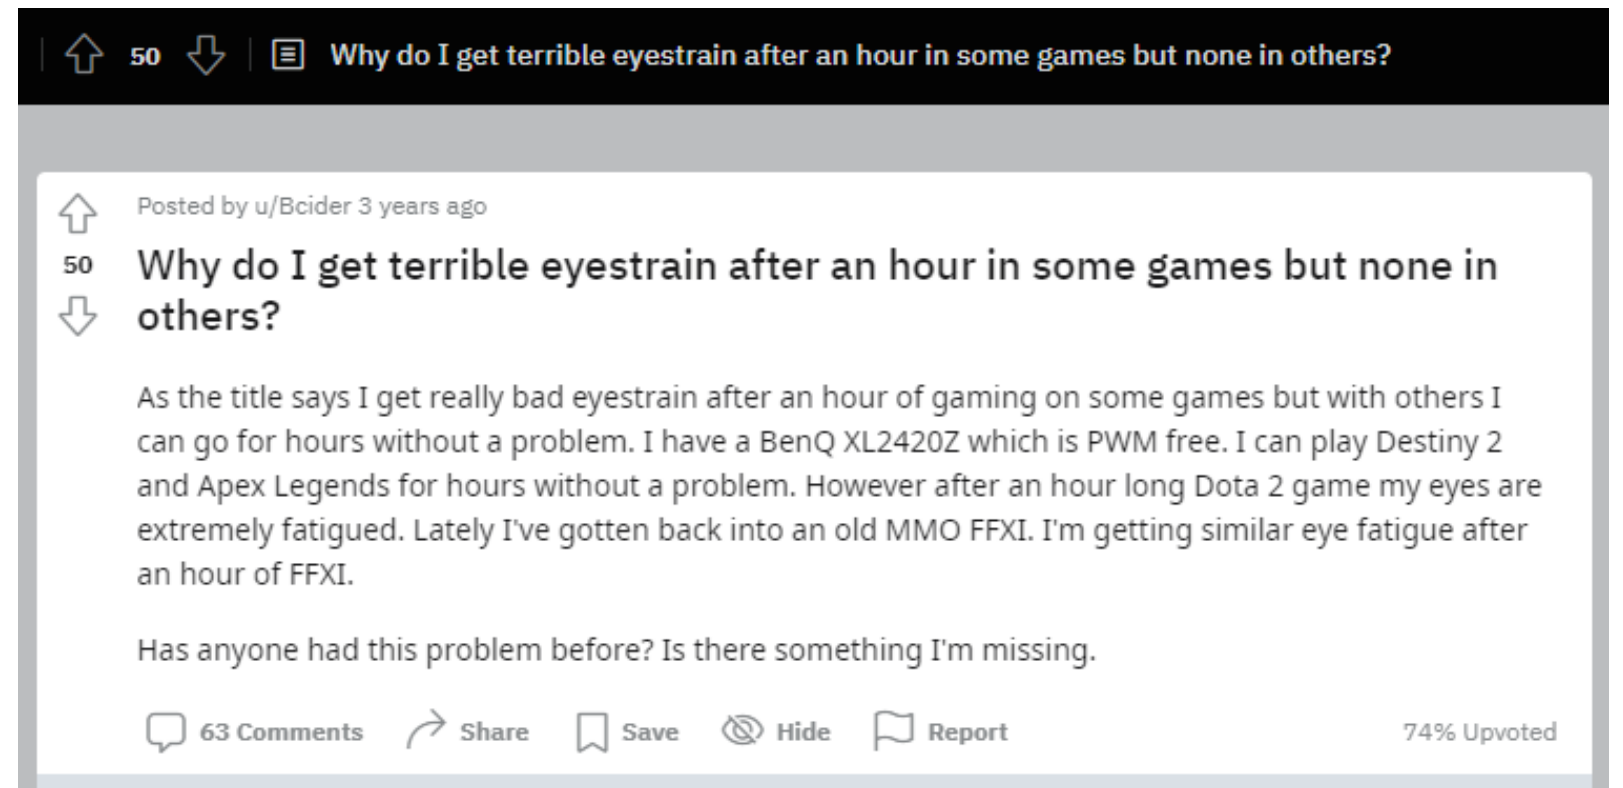 50 Why do I get terrible eyestrain after an hour in some games but none in others?
Posted by u/Bcider 3 years ago
50
Why do I get terrible eyestrain after an hour in some games but none in
others?
As the title says I get really bad eyestrain after an hour of gaming on some games but with others I
can go for hours without a problem. I have a BenQ XL2420Z which is PWM free. I can play Destiny 2
and Apex Legends for hours without a problem. However after an hour long Dota 2 game my eyes are
extremely fatigued. Lately I've gotten back into an old MMO FFXI. I'm getting similar eye fatigue after
an hour of FFXI.
Has anyone had this problem before? Is there something I'm missing.
63 Comments Share Save Hide Report 74% Upvoted